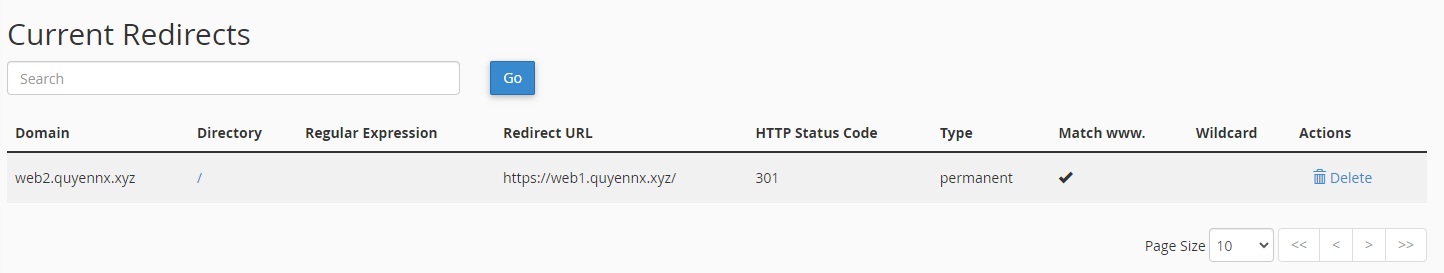 Current Redirects
Search Go
Domain Directory Regular Expression Redirect URL HTTP Status Code Type Match www. Wildcard Actions
web2.quyennx.xyz / https://web1.quyennx.xyz/ 301 permanent ✔ Delete
Page Size 10 << < > >>